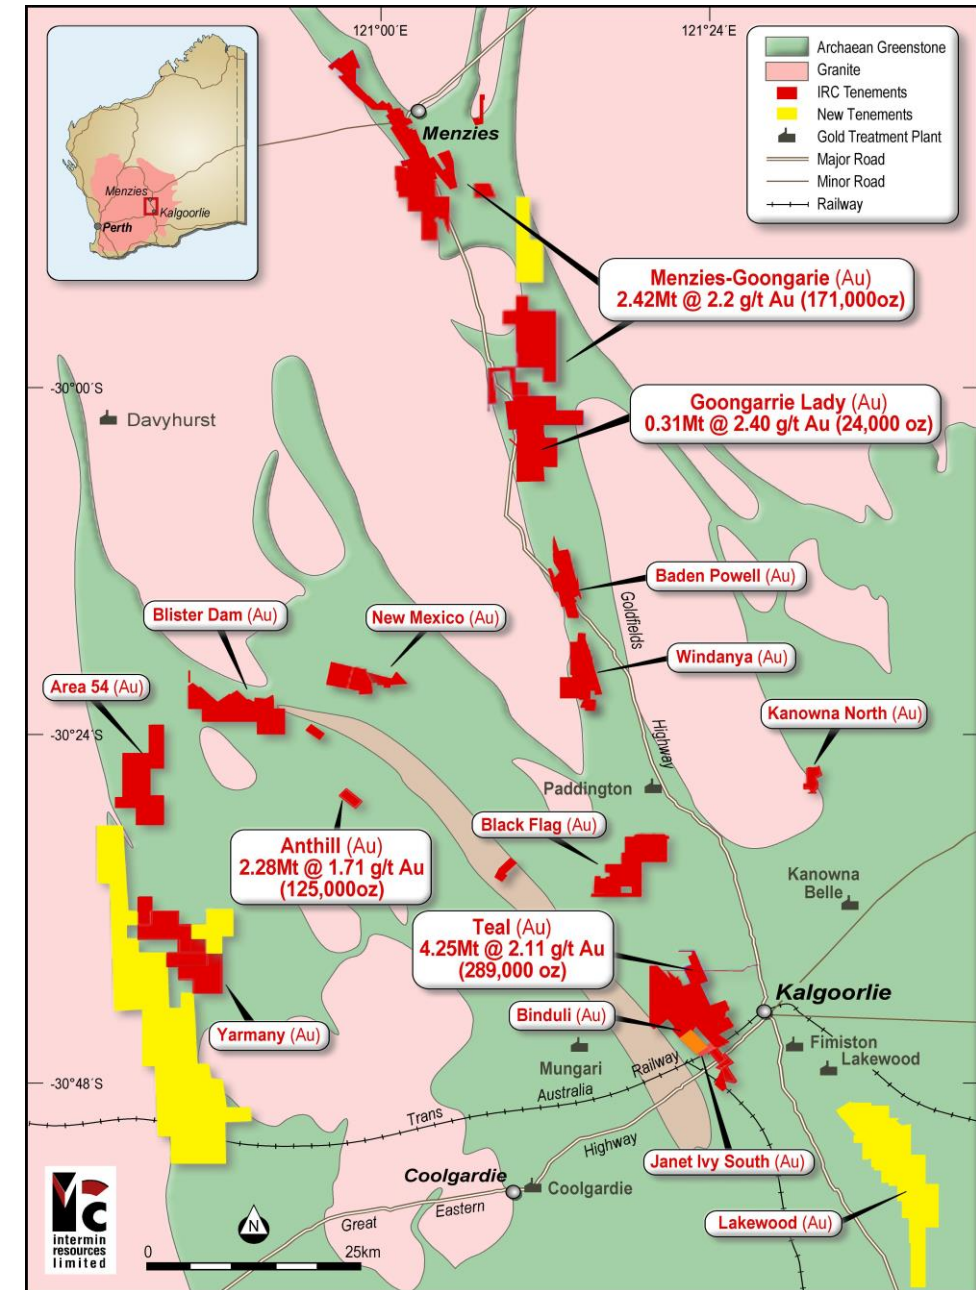 121°00´E
121°24´E
Archaean Greenstone
Granite
IRC Tenements
New Tenements
Gold Treatment Plant
Major Road
Minor Road
Railway
Menzies
Kalgoorlie
Perth
Menzies
Menzies-Goongarie (Au)
2.42Mt @ 2.2 g/t Au (171,000oz)
-30°00´S
Davyhurst
Goongarrie Lady (Au)
0.31Mt @ 2.40 g/t Au (24,000 oz)
Baden Powell (Au)
Goldfields
Highway
Blister Dam (Au)
New Mexico (Au)
Windanya (Au)
Area 54 (Au)
Kanowna North (Au)
-30°24´S
Paddington
Black Flag (Au)
Anthill (Au)
2.28Mt @ 1.71 g/t Au
(125,000oz)
Kanowna
Belle
Teal (Au)
4.25Mt @ 2.11 g/t Au
(289,000 oz)
Kalgoorlie
Binduli (Au)
Yarmany (Au)
Mungari
Fimiston
Lakewood
-30°48´S
Trans
Australia
Railway
Highway
Janet Ivy South (Au)
Coolgardie
Coolgardie
Great
Eastern
Lakewood (Au)
intermin
resources
limited
N
0
25km